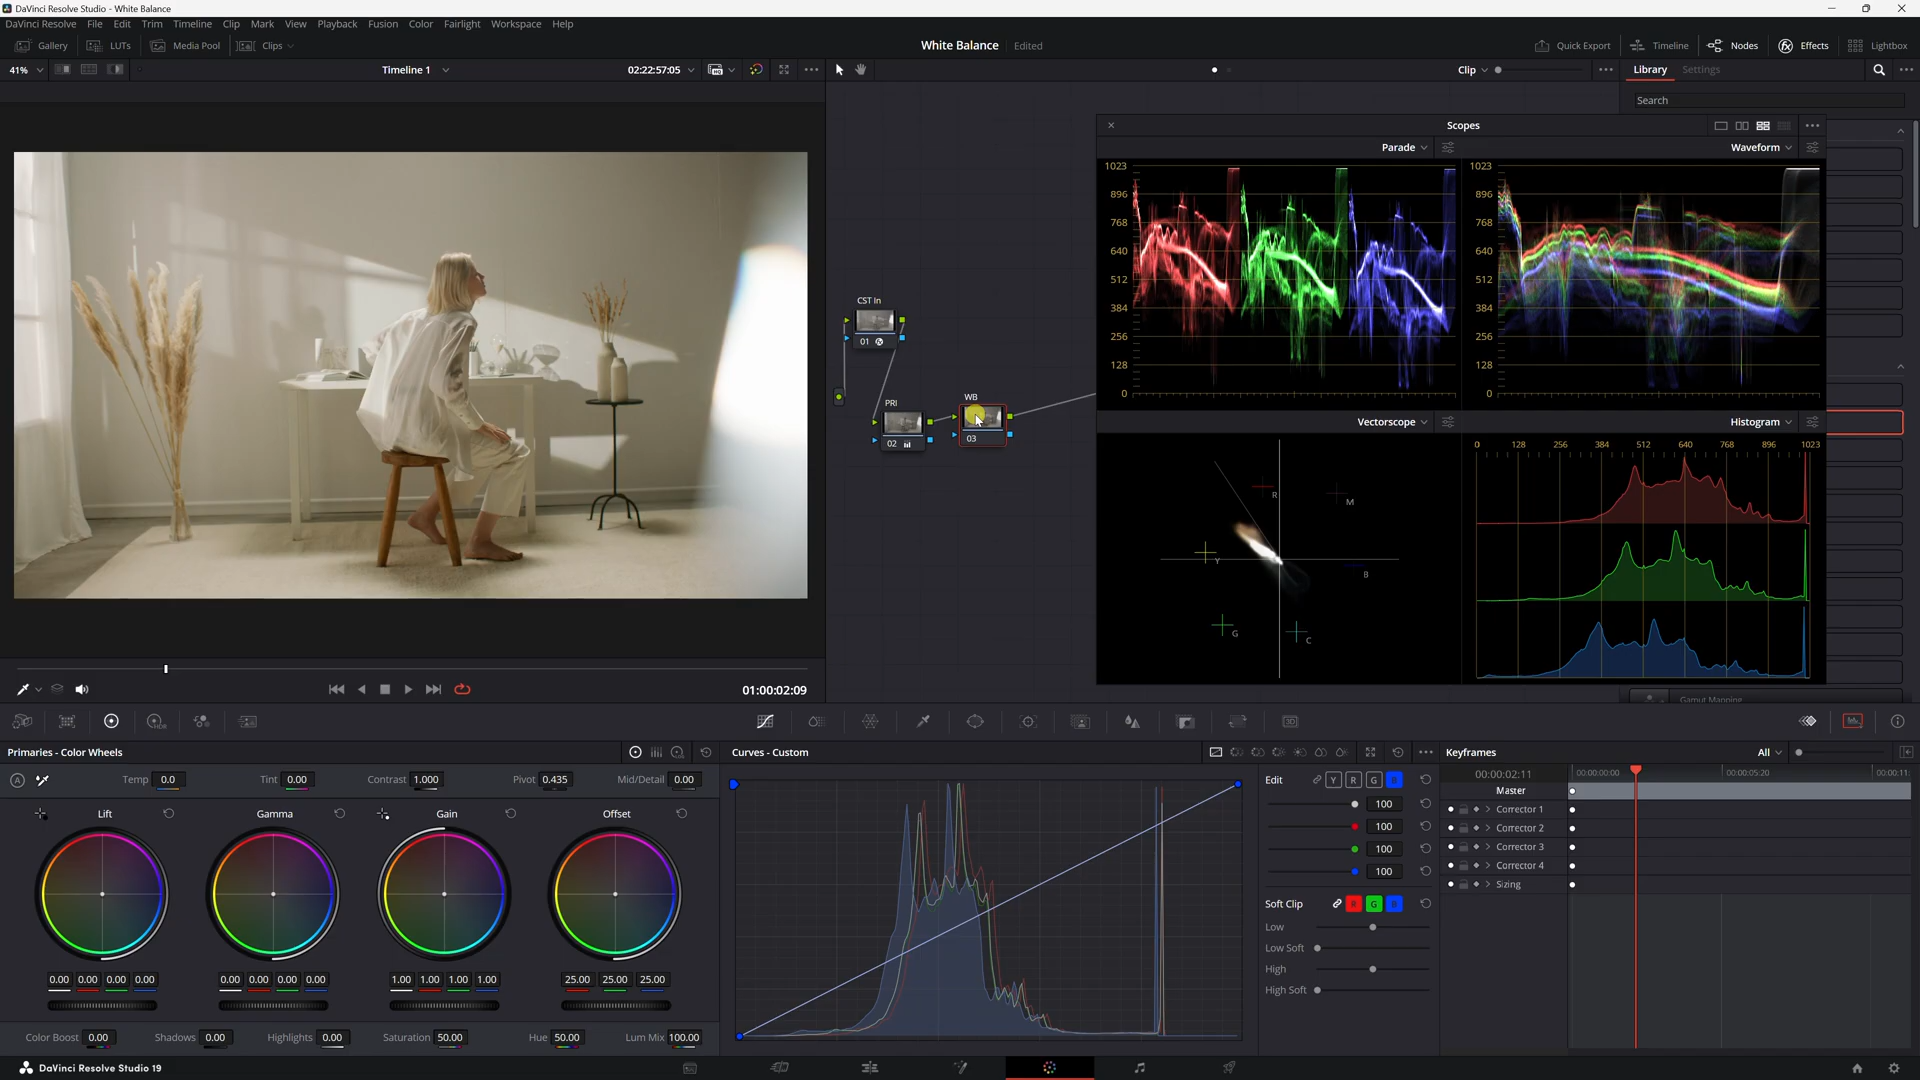 DaVinci Resolve Studio - White Balance
DaVinci Resolve File Edit Trim Timeline Clip Mark View Playback Fusion Color Fairlight Workspace Help
Gallery LUTs Media Pool Clips White Balance Edited Quick Export Timeline Nodes Effects Lightbox
41% Timeline 1 02:22:57:05 Clip Library Settings
Search
Scopes
Parade Waveform
1023 1023
896 896
768 768
640 640
512 512
384 384
256 256
128 128
0 0
CST In
01
PRI
02
WB
03
Vectorscope Histogram
0 128 256 384 512 640 768 896 1023
R
M
Y
B
G
C
Gamut Mapping
01:00:02:09
Primaries - Color Wheels
Temp 0.0 Tint 0.00 Contrast 1.000 Pivot 0.435 Mid/Detail 0.00
Lift Gamma Gain Offset
0.00 0.00 0.00 0.00 0.00 0.00 0.00 0.00 1.00 1.00 1.00 1.00 25.00 25.00 25.00
Color Boost 0.00 Shadows 0.00 Highlights 0.00 Saturation 50.00 Hue 50.00 Lum Mix 100.00
Curves - Custom
Edit Y R G B
100
100
100
100
Soft Clip R G B
Low
Low Soft
High
High Soft
Keyframes All
00:00:02:11 00:00:00:00 00:00:05:20 00:00:11:
Master
Corrector 1
Corrector 2
Corrector 3
Corrector 4
Sizing
DaVinci Resolve Studio 19